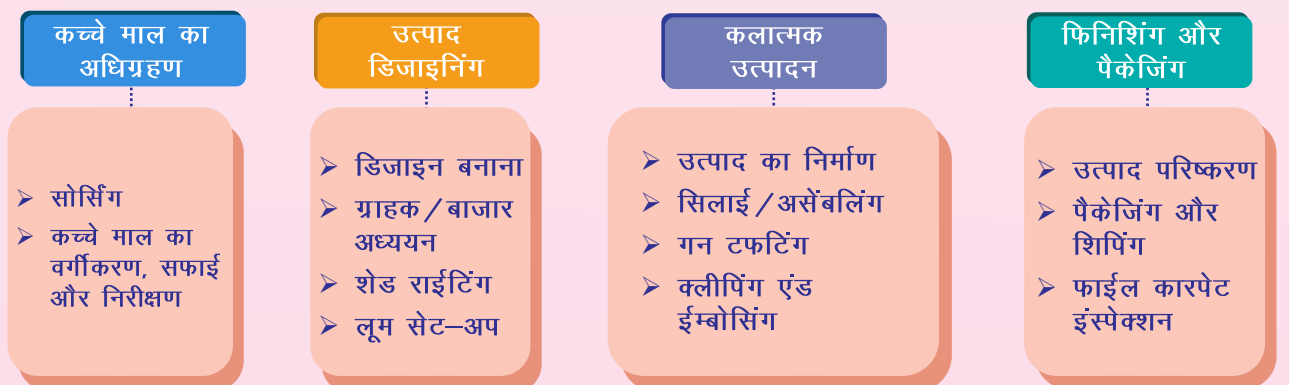 कच्चे माल का
अधिग्रहण
सोर्सिंग
कच्चे माल का
वर्गीकरण, सफाई
और निरीक्षण
उत्पाद
डिजाइनिंग
डिजाइन बनाना
ग्राहक/बाजार
अध्ययन
शेड राईटिंग
लूम सेट–अप
कलात्मक
उत्पादन
उत्पाद का निर्माण
सिलाई/असेंबलिंग
गन टफटिंग
क्लीपिंग एंड
ईम्बोसिंग
फिनिशिंग और
पैकेजिंग
उत्पाद परिष्करण
पैकेजिंग और
शिपिंग
फाईल कारपेट
इंस्पेक्शन